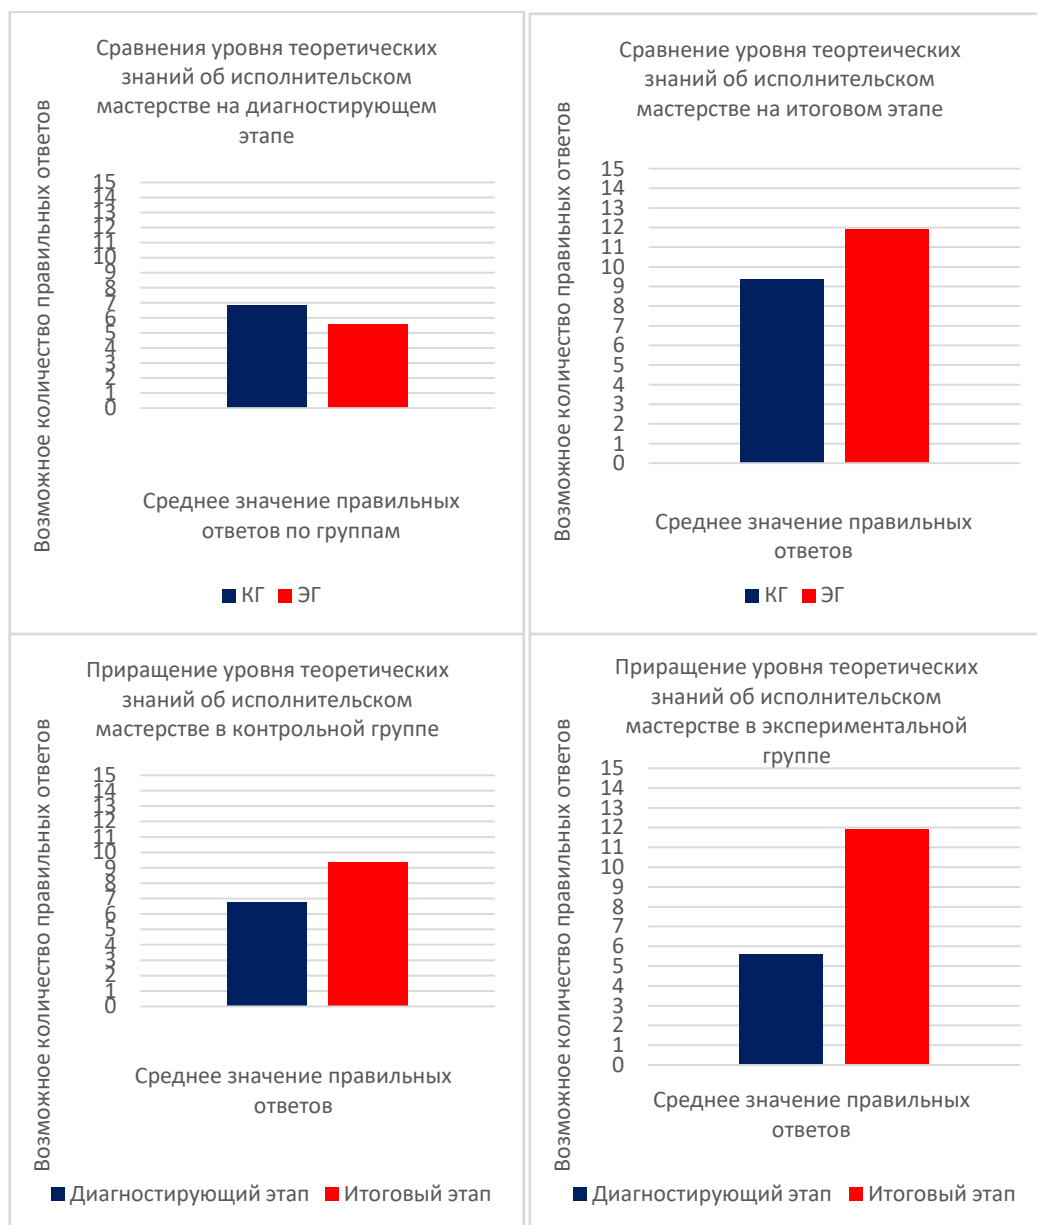 Сравнения уровня теоретических
знаний об исполнительском
мастерстве на диагностирующем
этапе
Возможное количество правильных ответов
15
14
13
12
11
10
9
8
7
6
5
4
3
2
1
0
Среднее значение правильных
ответов по группам
КГ ЭГ
Сравнение уровня теортеических
знаний об исполнительском
мастерстве на итоговом этапе
Возможное количество правиьных ответов
15
14
13
12
11
10
9
8
7
6
5
4
3
2
1
0
Среднее значение правильных
ответов
КГ ЭГ
Приращение уровня теоретических
знаний об исполнительском
мастерстве в контрольной группе
Возможное количество правильных ответов
15
14
13
12
11
10
9
8
7
6
5
4
3
2
1
0
Среднее значение правильных
ответов
Диагностирующий этап Итоговый этап
Приращение уровня теоретических
знаний об исполнительском
мастерстве в экспериментальной
группе
Возможное количество правильных ответов
15
14
13
12
11
10
9
8
7
6
5
4
3
2
1
0
Среднее значение правильных
ответов
Диагностирующий этап Итоговый этап